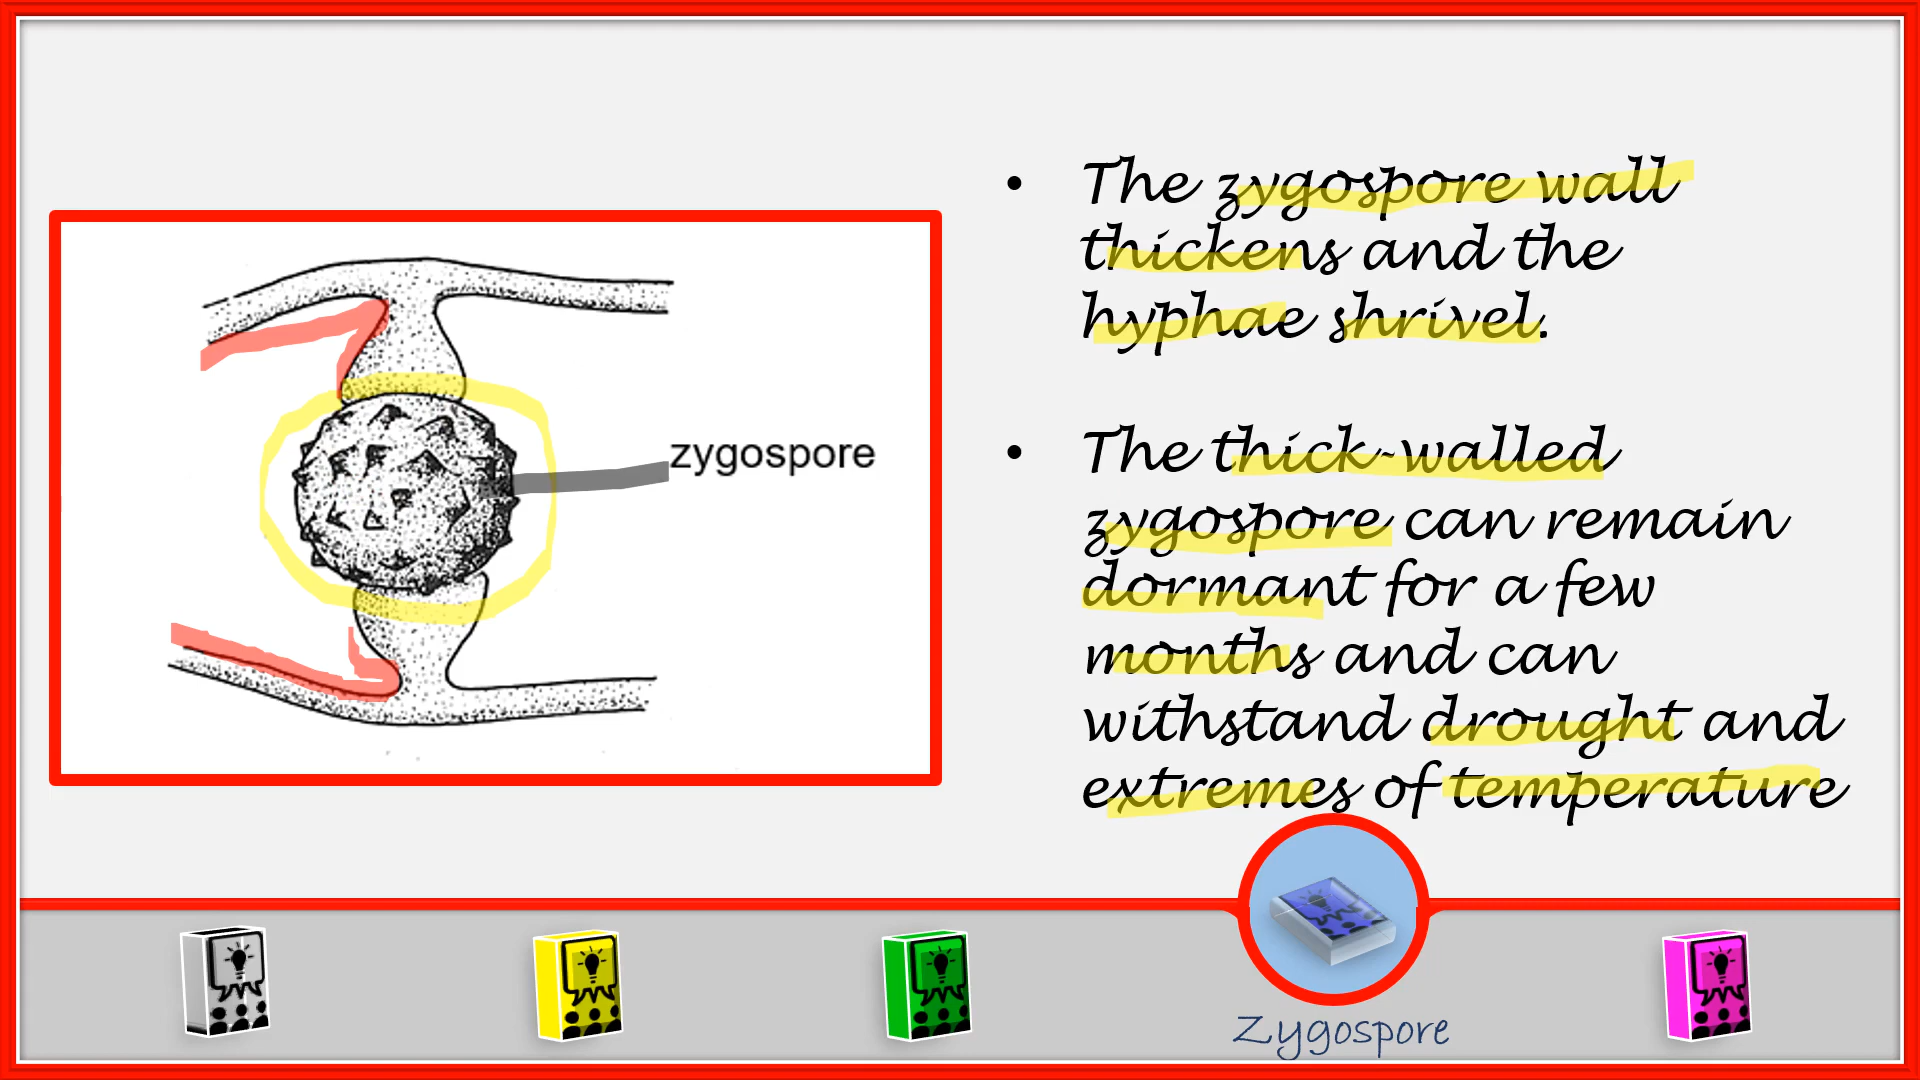 zygospore
• The zygospore wall
thickens and the
hyphae shrivel.
• The thick-walled
zygospore can remain
dormant for a few
months and can
withstand drought and
extremes of temperature
Zygospore